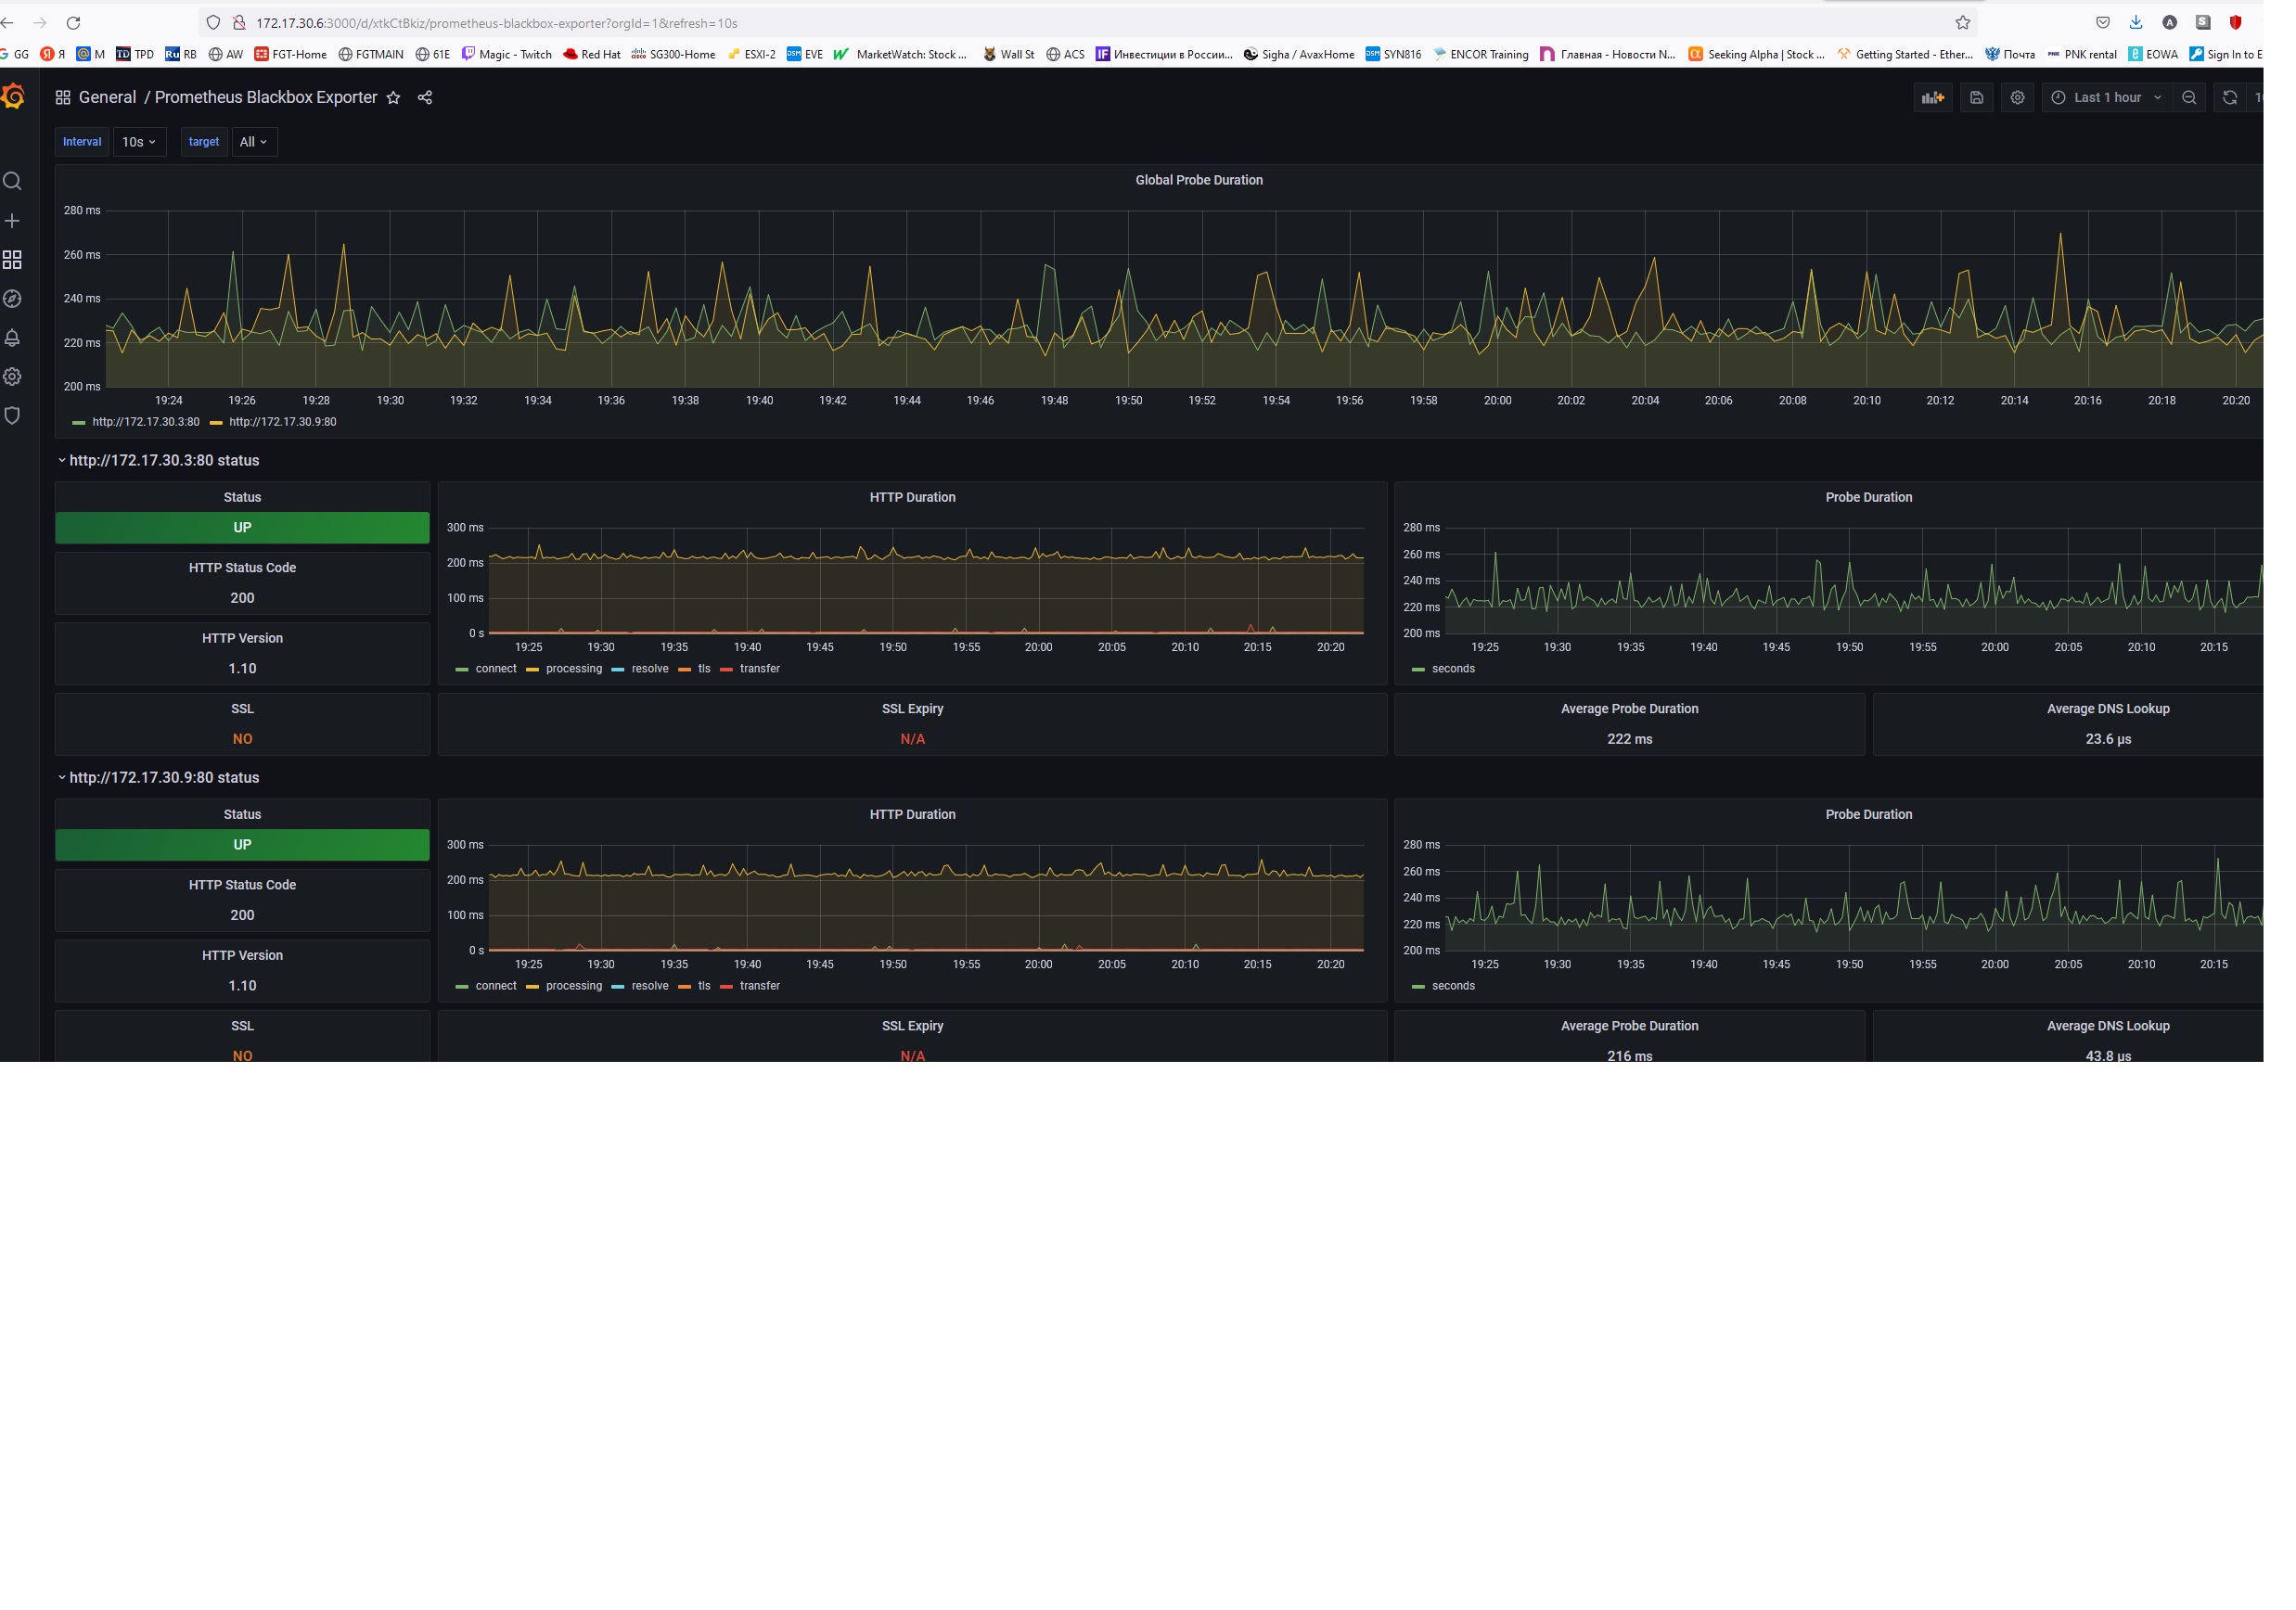 172.17.30.6:3000/d/xtkCtBkiz/prometheus-blackbox-exporter?orgId=1&refresh=10s
GG Я М TPD RB AW FGT-Home FGTMAIN 61E Magic - Twitch Red Hat SG300-Home ESXI-2 EVE MarketWatch: Stock ... Wall St ACS Инвестиции в России... Sigha / AvaxHome SYN816 ENCOR Training Главная - Новости N... Seeking Alpha | Stock ... Getting Started - Ether... Почта PNK rental EOWA Sign In to E
General / Prometheus Blackbox Exporter Last 1 hour
Interval 10s target All
Global Probe Duration
280 ms
260 ms
240 ms
220 ms
200 ms
19:24 19:26 19:28 19:30 19:32 19:34 19:36 19:38 19:40 19:42 19:44 19:46 19:48 19:50 19:52 19:54 19:56 19:58 20:00 20:02 20:04 20:06 20:08 20:10 20:12 20:14 20:16 20:18 20:20
http://172.17.30.3:80 http://172.17.30.9:80
http://172.17.30.3:80 status
Status
UP
HTTP Status Code
200
HTTP Version
1.10
SSL
NO
HTTP Duration
300 ms
200 ms
100 ms
0 s
19:25 19:30 19:35 19:40 19:45 19:50 19:55 20:00 20:05 20:10 20:15 20:20
connect processing resolve tls transfer
SSL Expiry
N/A
Probe Duration
280 ms
260 ms
240 ms
220 ms
200 ms
19:25 19:30 19:35 19:40 19:45 19:50 19:55 20:00 20:05 20:10 20:15
seconds
Average Probe Duration
222 ms
Average DNS Lookup
23.6 µs
http://172.17.30.9:80 status
Status
UP
HTTP Status Code
200
HTTP Version
1.10
SSL
NO
HTTP Duration
300 ms
200 ms
100 ms
0 s
19:25 19:30 19:35 19:40 19:45 19:50 19:55 20:00 20:05 20:10 20:15 20:20
connect processing resolve tls transfer
SSL Expiry
N/A
Probe Duration
280 ms
260 ms
240 ms
220 ms
200 ms
19:25 19:30 19:35 19:40 19:45 19:50 19:55 20:00 20:05 20:10 20:15
seconds
Average Probe Duration
216 ms
Average DNS Lookup
43.8 µs